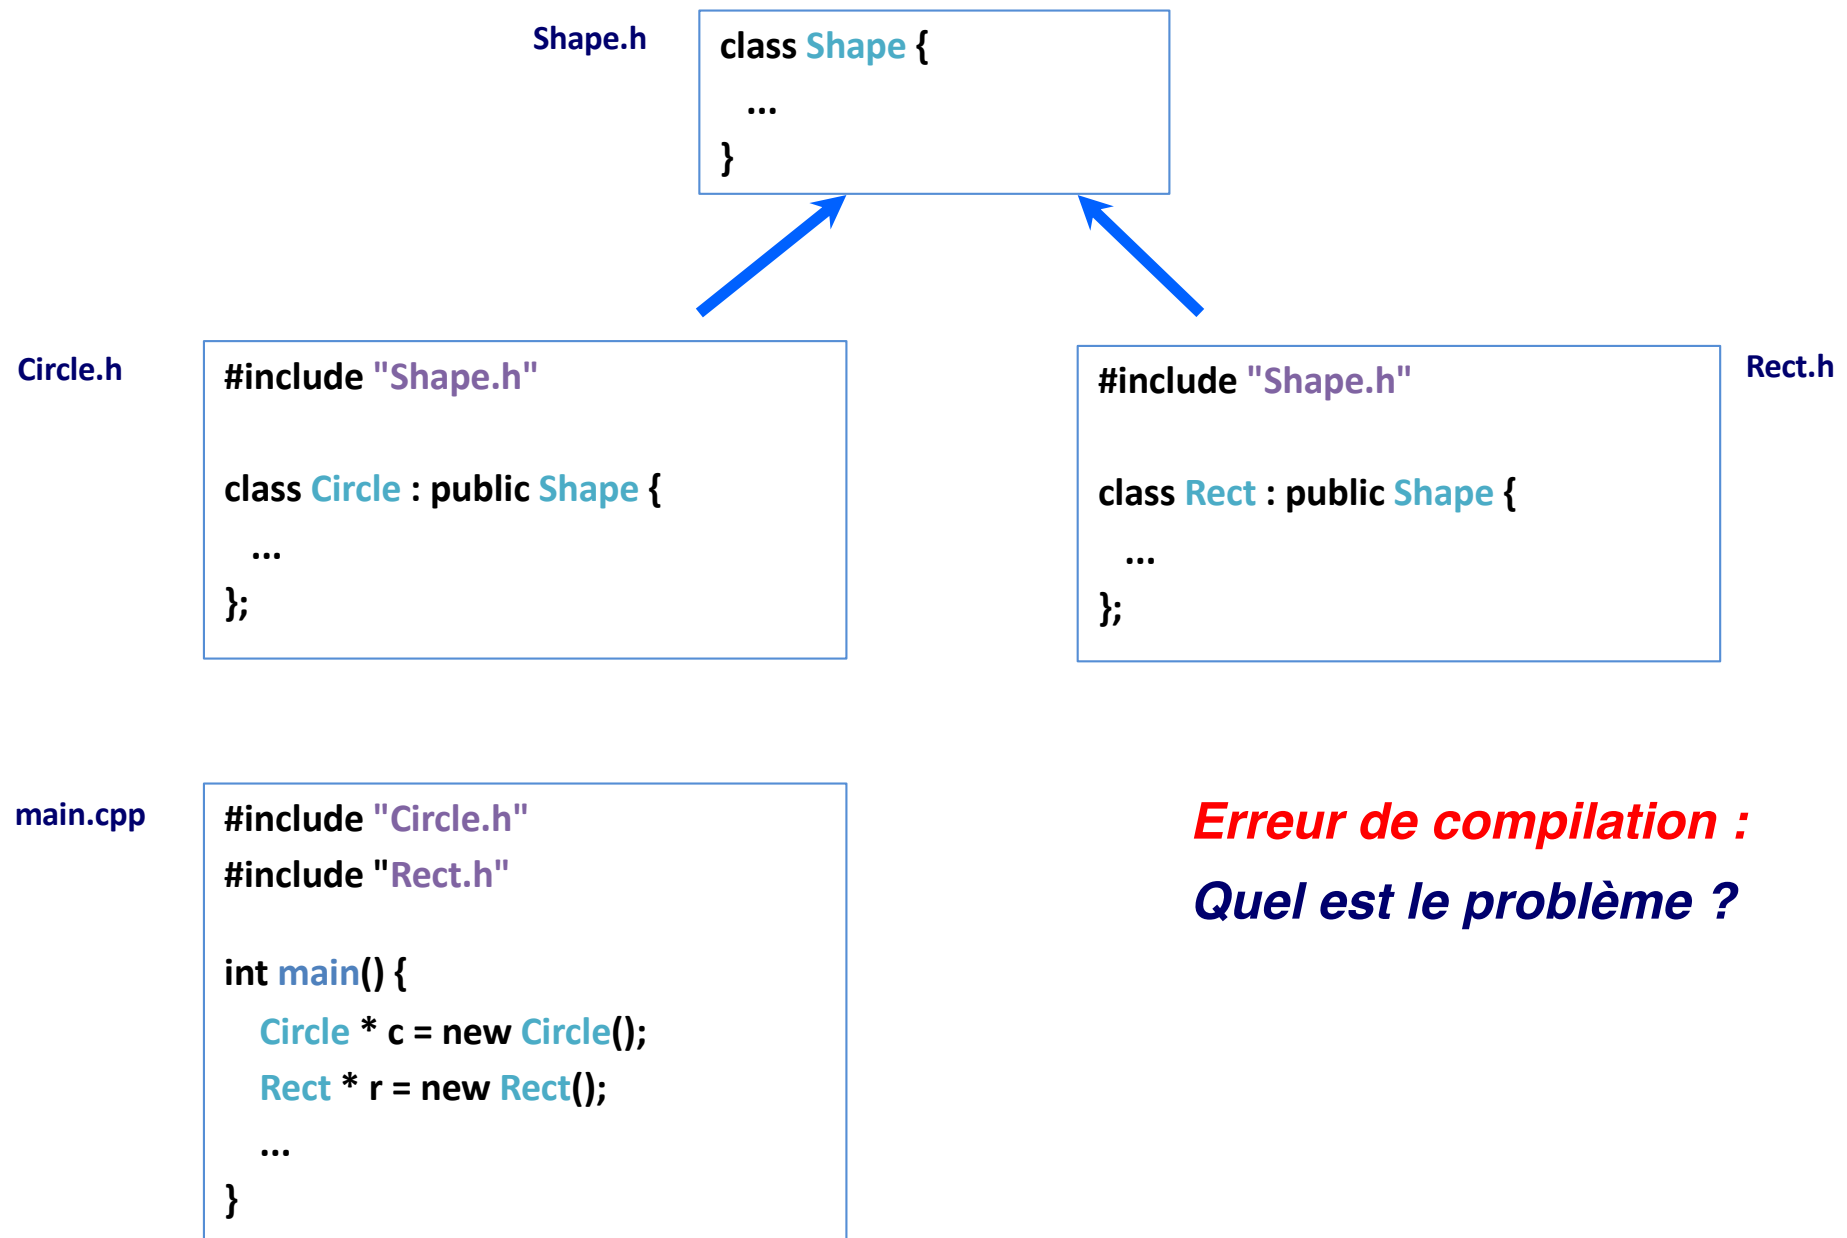 Shape.h
class Shape {
...
}
Circle.h
#include "Shape.h"
class Circle : public Shape {
...
};
#include "Shape.h"
class Rect : public Shape {
...
};
Rect.h
main.cpp
#include "Circle.h"
#include "Rect.h"
int main() {
Circle * c = new Circle();
Rect * r = new Rect();
...
}
Erreur de compilation :
Quel est le problème ?